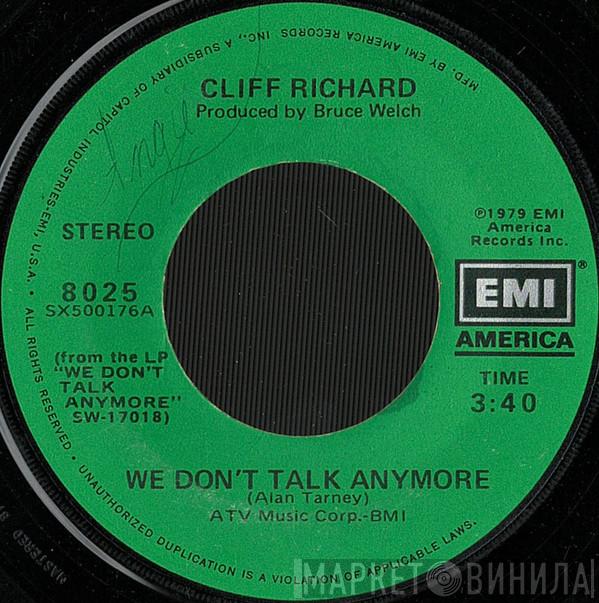 MFD. BY EMI AMERICA RECORDS INC., A SUBSIDIARY OF CAPITOL INDUSTRIES-EMI, U.S.A. • ALL RIGHTS RESERVED. • UNAUTHORIZED DUPLICATION IS A VIOLATION OF APPLICABLE LAWS.
CLIFF RICHARD
Produced by Bruce Welch
Angie
STEREO
℗1979 EMI
America
Records Inc.
8025
SX500176A
EMI®
AMERICA
(from the LP
"WE DON'T
TALK
ANYMORE"
SW-17018)
TIME
3:40
WE DON'T TALK ANYMORE
(Alan Tarney)
ATV Music Corp.-BMI
MASTERED BY
МАРКЕТ ВИНИЛА